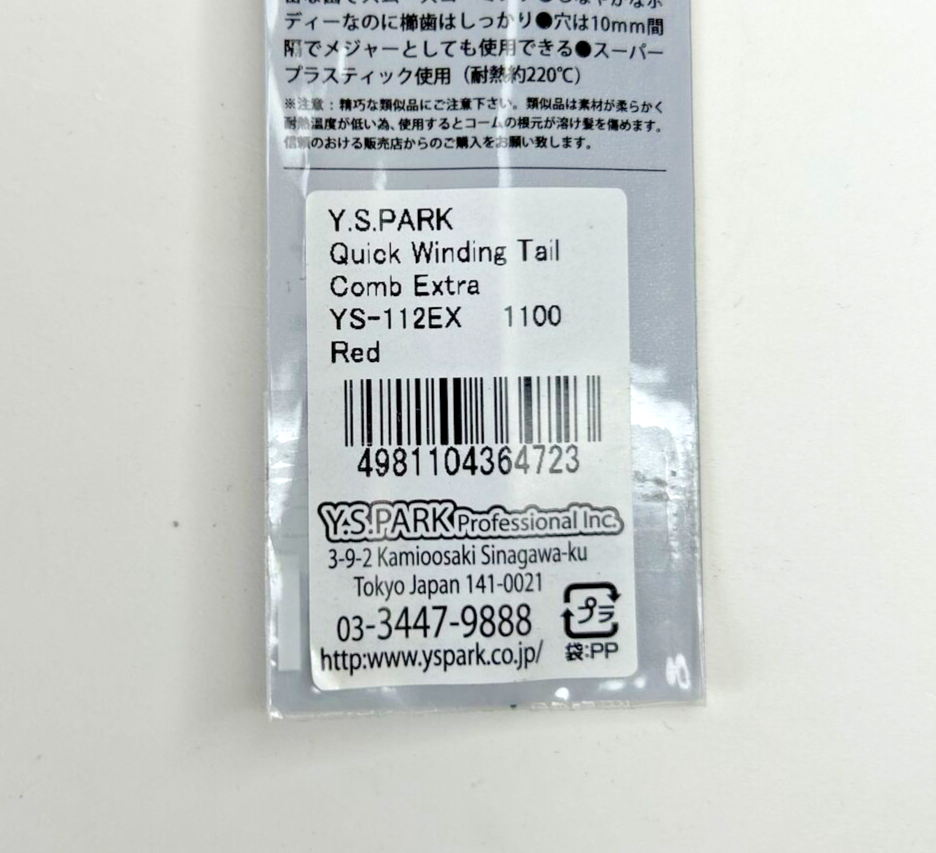 ディーなのに櫛歯はしっかり●穴は10mm間
隔でメジャーとしても使用できる●スーパー
プラスティック使用（耐熱約220℃）
※注意：精巧な類似品にご注意下さい。類似品は素材が柔らかく
耐熱温度が低い為、使用するとコームの根元が溶け髪を傷めます。
信頼のおける販売店からのご購入をお願い致します。
Y.S.PARK
Quick Winding Tail
Comb Extra
YS-112EX 1100
Red
4981104364723
Y.S.PARK Professional Inc.
3-9-2 Kamioosaki Sinagawa-ku
Tokyo Japan 141-0021
03-3447-9888
プラ
http:www.yspark.co.jp/
袋:PP